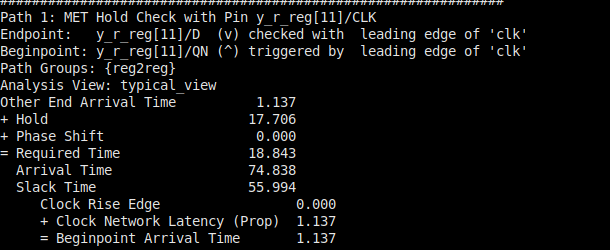 ###############################################################
Path 1: MET Hold Check with Pin y_r_reg[11]/CLK
Endpoint:   y_r_reg[11]/D  (v) checked with  leading edge of 'clk'
Beginpoint: y_r_reg[11]/QN (^) triggered by  leading edge of 'clk'
Path Groups: {reg2reg}
Analysis View: typical_view
Other End Arrival Time          1.137
+ Hold                         17.706
+ Phase Shift                   0.000
= Required Time                18.843
  Arrival Time                 74.838
  Slack Time                   55.994
     Clock Rise Edge                 0.000
     + Clock Network Latency (Prop)  1.137
     = Beginpoint Arrival Time       1.137